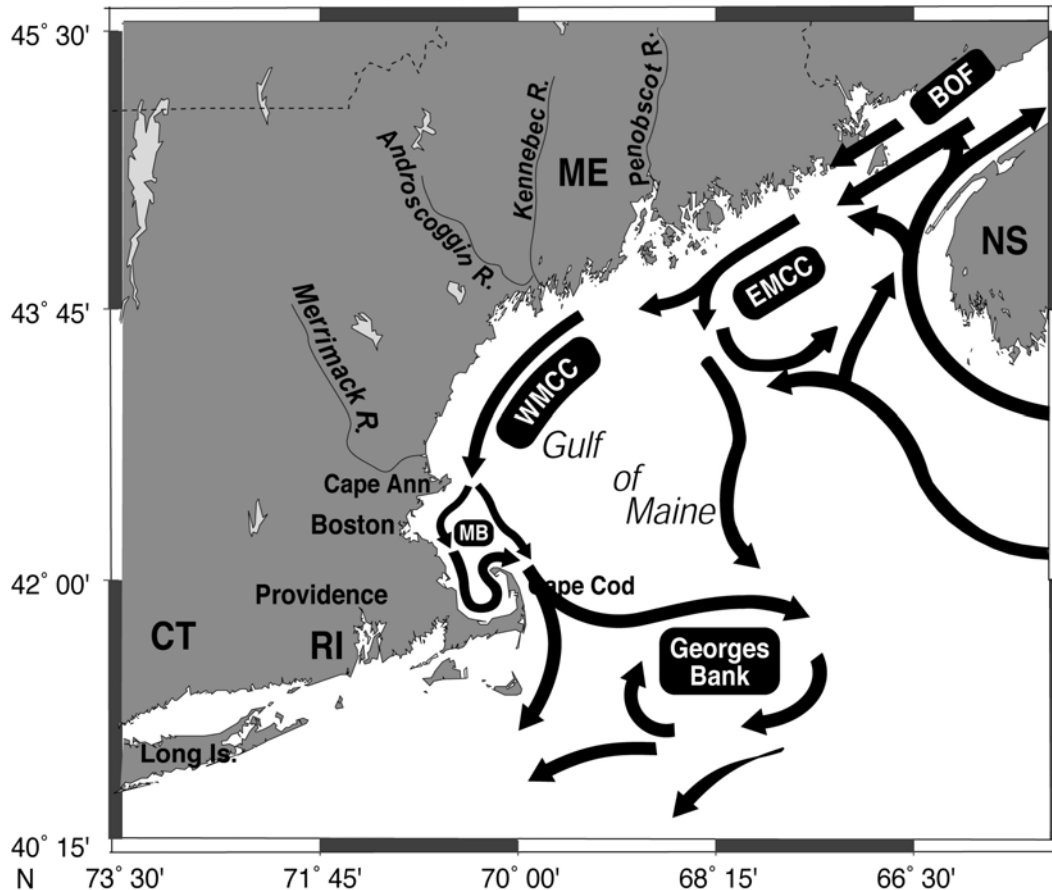 45° 30'
BOF
Penobscot R.
Kennebec R.
Androscoggin R.
ME
NS
EMCC
43° 45'
Merrimack R.
WMCC
Gulf
of
Maine
Cape Ann
Boston
MB
42° 00'
Cape Cod
Providence
CT
RI
Georges
Bank
Long Is.
40° 15'
N
73° 30'
71° 45'
70° 00'
68° 15'
66° 30'